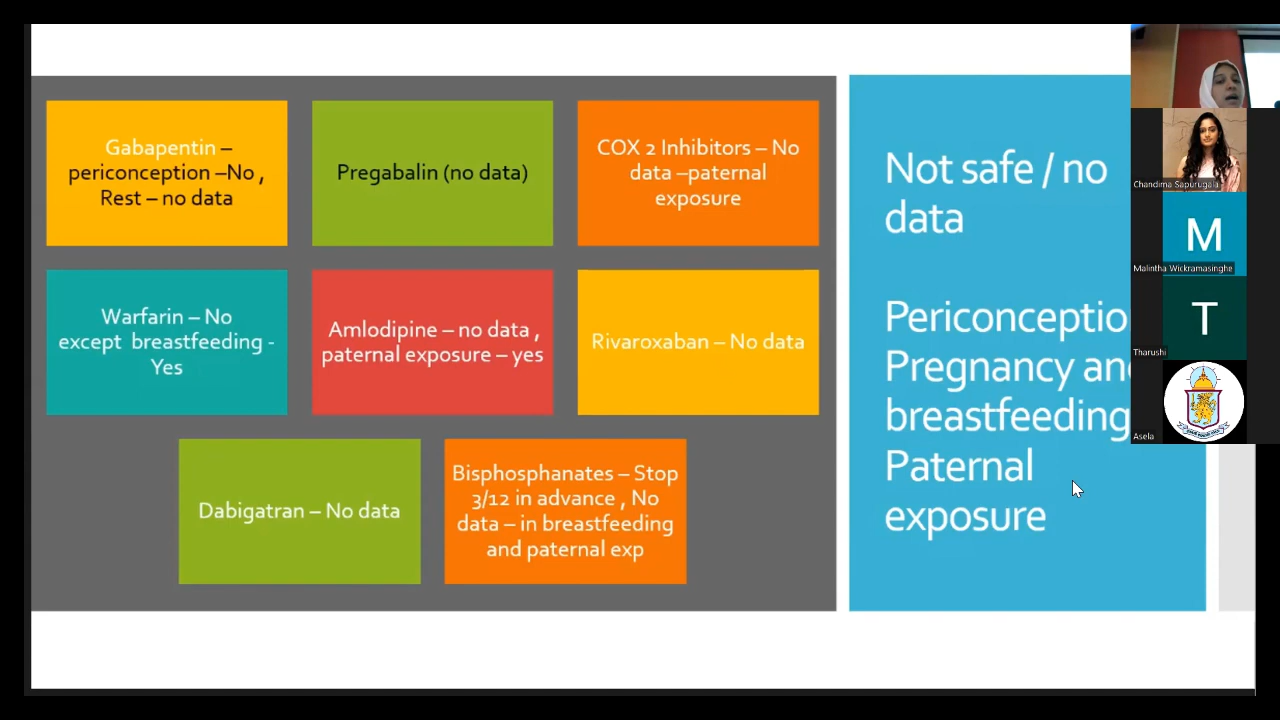 Gabapentin –
periconception –No ,
Rest – no data
Pregabalin (no data)
COX 2 Inhibitors – No
data –paternal
exposure
Warfarin – No
except breastfeeding -
Yes
Amlodipine – no data ,
paternal exposure – yes
Rivaroxaban – No data
Dabigatran – No data
Bisphosphanates – Stop
3/12 in advance , No
data – in breastfeeding
and paternal exp
Not safe / no
data
Periconceptio
Pregnancy an
breastfeeding
Paternal
exposure
Chandima Sapurugala
M
Malintha Wickramasinghe
T
Tharushi
Asela